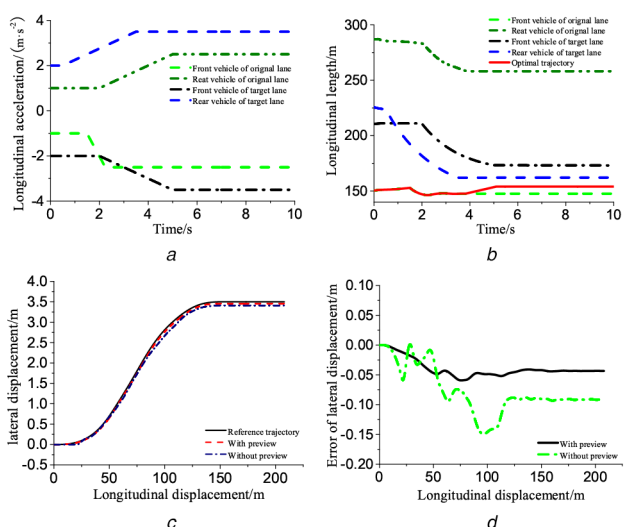 Longitudinal acceleration/(m·s-2)
4
2
0
-2
-4
0 2 4 6 8 10
Time/s
Front vehicle of orignal lane
Reat vehicle of orignal lane
Front vehicle of target lane
Rear vehicle of target lane
a
Longitudinal length/m
300
250
200
150
0 2 4 6 8 10
Time/s
Front vehicle of orignal lane
Reat vehicle of orignal lane
Front vehicle of target lane
Rear vehicle of target lane
Optimal trajectory
b
lateral displacement/m
4.0
3.5
3.0
2.5
2.0
1.5
1.0
0.5
0.0
-0.5
0 50 100 150 200
Longitudinal displacement/m
Reference trajectory
With preview
Without preview
c
Error of lateral displacement/m
0.10
0.05
0.00
-0.05
-0.10
-0.15
-0.20
0 50 100 150 200
Longitudinal displacement/m
With preview
Without preview
d